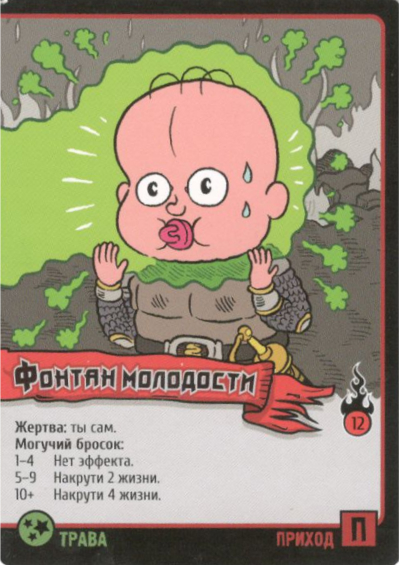 Фонтан молодости
12
Жертва: ты сам.
Могучий бросок:
1–4 Нет эффекта.
5–9 Накрути 2 жизни.
10+ Накрути 4 жизни.
ТРАВА
ПРИХОД П